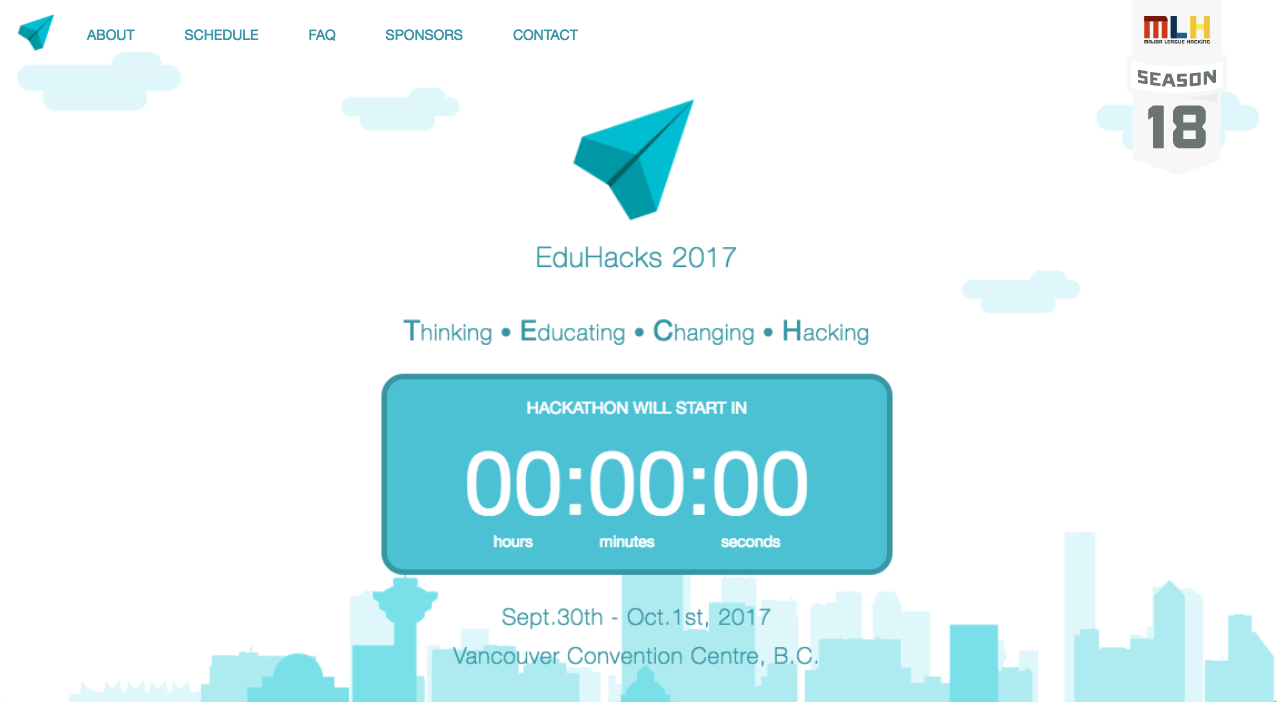 ABOUT SCHEDULE FAQ SPONSORS CONTACT
MLH
MAJOR LEAGUE HACKING
SEASON
18
EduHacks 2017
Thinking • Educating • Changing • Hacking
HACKATHON WILL START IN
00:00:00
hours minutes seconds
Sept.30th - Oct.1st, 2017
Vancouver Convention Centre, B.C.